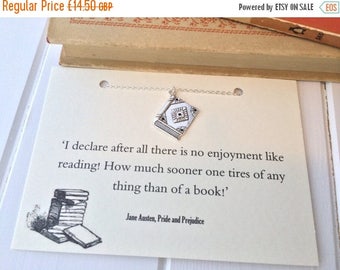 Regular Price £14.50 GBP
Powered by ETSY ON SALE EOS
'I declare after all there is no enjoyment like
reading! How much sooner one tires of any
thing than of a book!'
Jane Austen, Pride and Prejudice